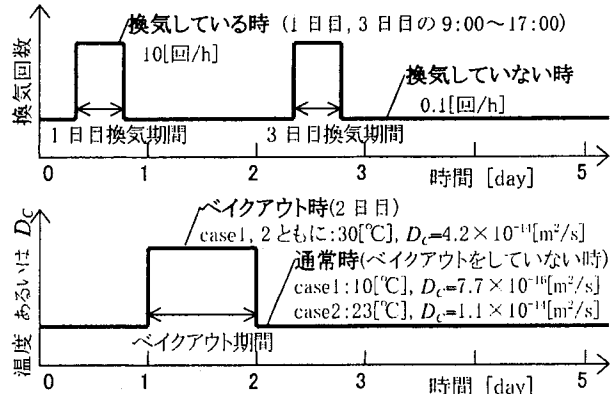 換気回数
換気している時 (1日目, 3日目の9:00～17:00)
10[回/h]
換気していない時
0.1[回/h]
1日目換気期間
3日目換気期間
0 1 2 3 時間 [day] 5
温度 あるいは Dc
ベイクアウト時(2日目)
case1, 2 ともに:30[℃], Dc=4.2×10⁻¹⁴[m²/s]
通常時(ベイクアウトをしていない時)
case1:10[℃], Dc=7.7×10⁻¹⁶[m²/s]
case2:23[℃], Dc=1.1×10⁻¹⁴[m²/s]
ベイクアウト期間
0 1 2 3 時間 [day] 5